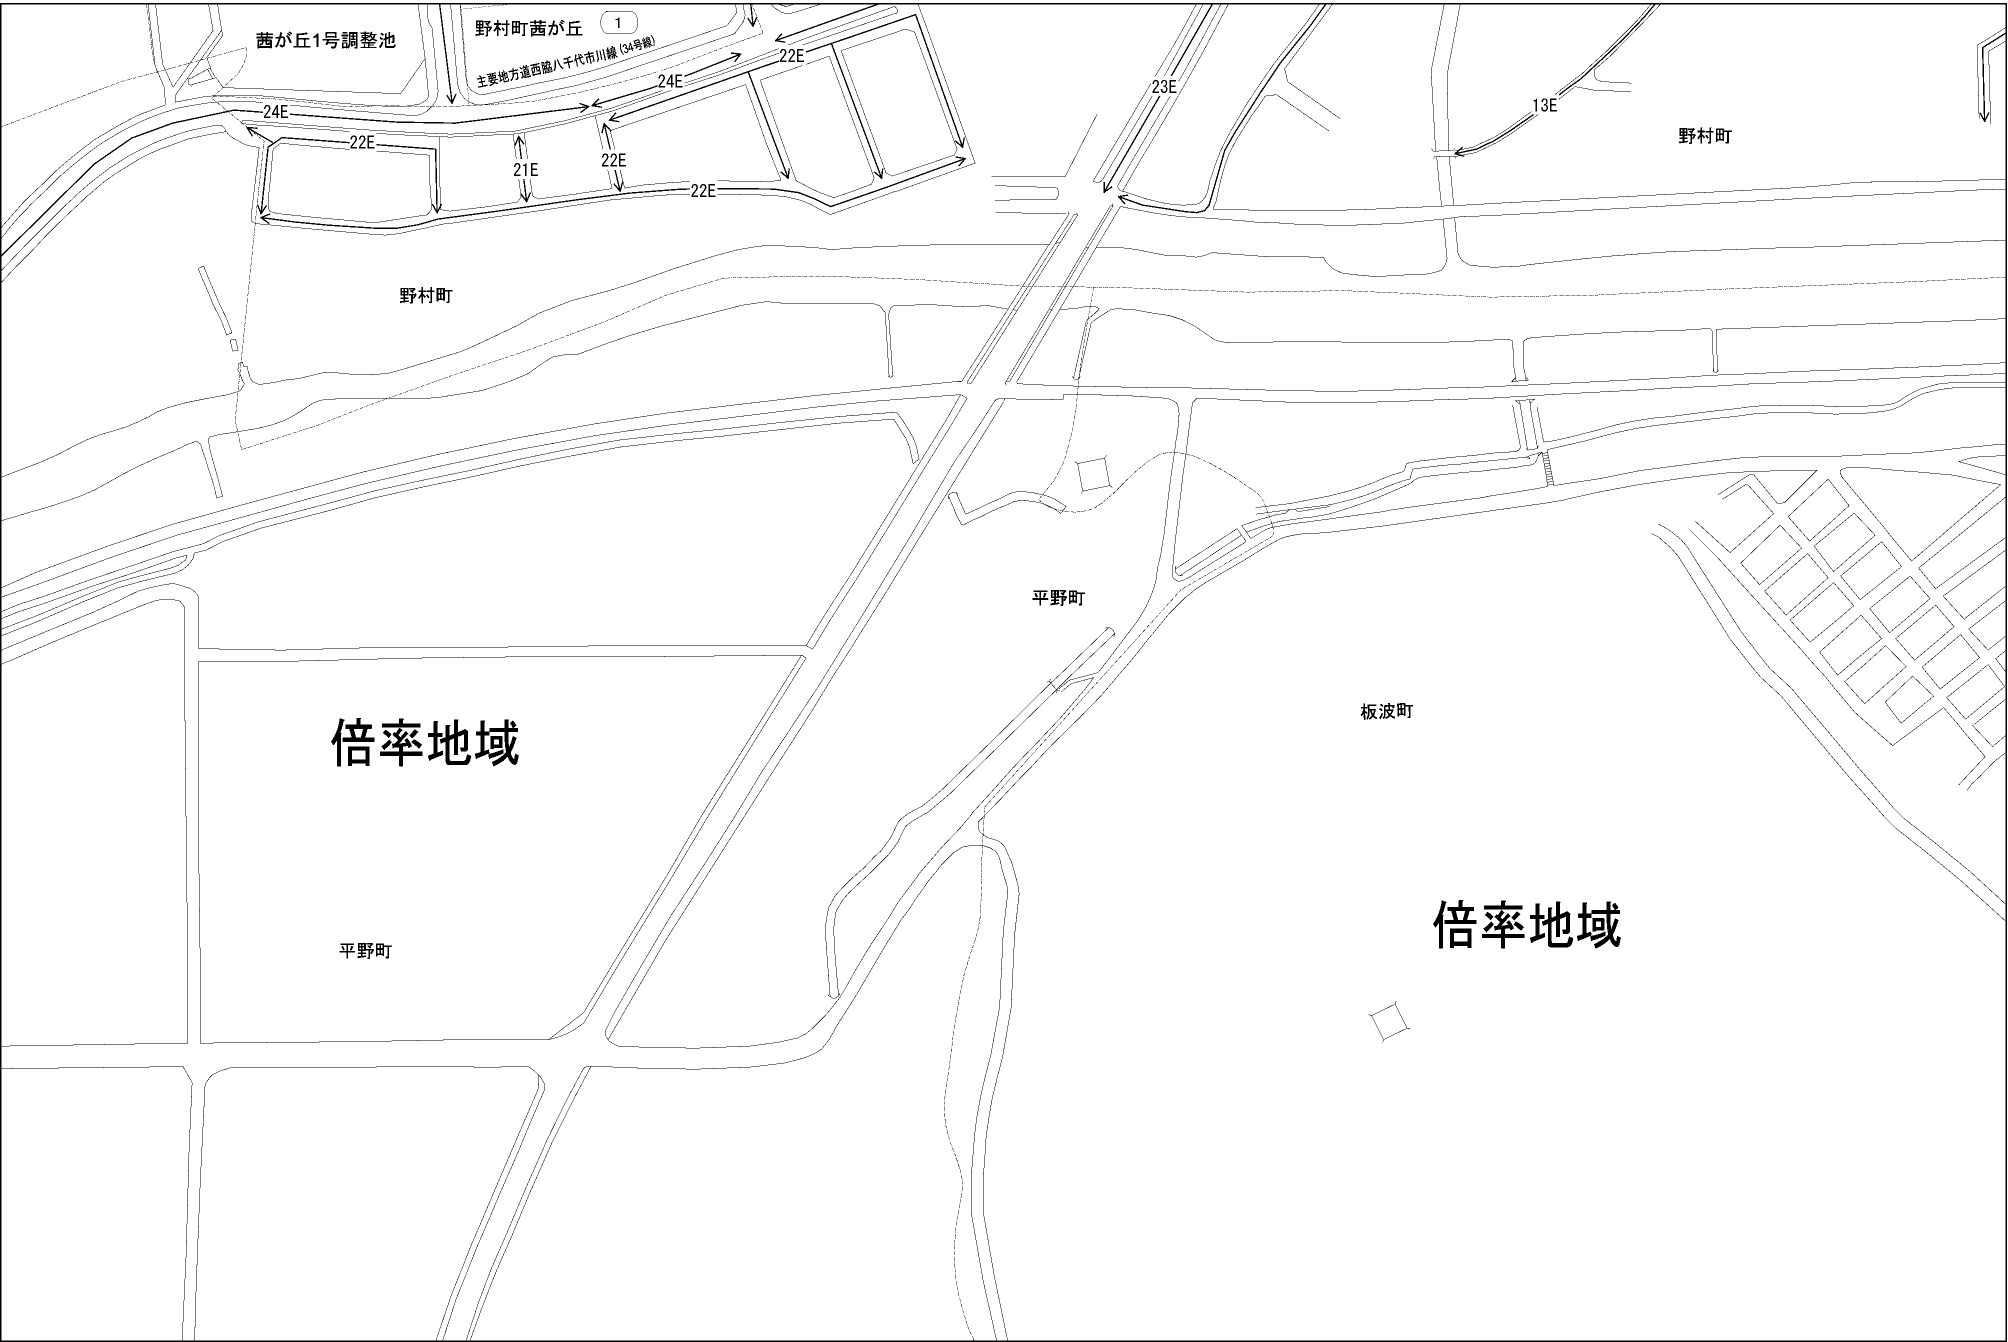 茜が丘1号調整池
野村町茜が丘
1
主要地方道西脇八千代市川線 (34号線)
22E
24E
23E
13E
24E
野村町
22E
21E
22E
22E
野村町
平野町
板波町
倍率地域
倍率地域
平野町